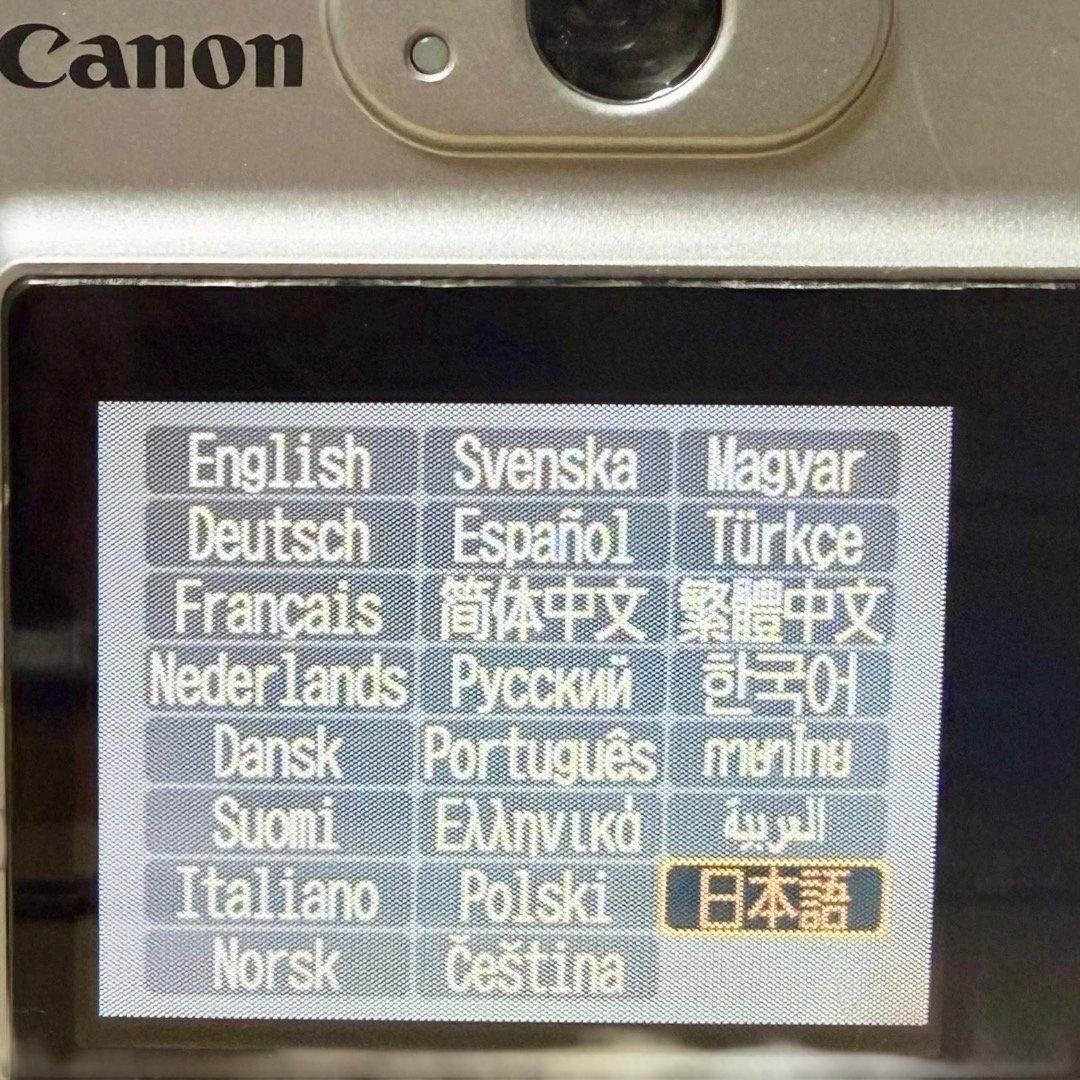 Canon
English Svenska Magyar
Deutsch Español Türkçe
Français 简体中文 繁體中文
Nederlands Русский 한국어
Dansk Português ภาษาไทย
Suomi Ελληνικά العربية
Italiano Polski 日本語
Norsk Čeština